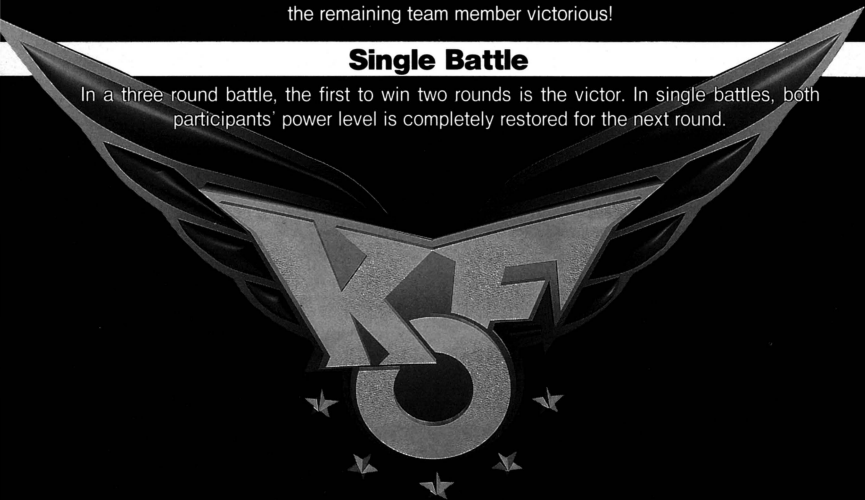 the remaining team member victorious!
Single Battle
In a three round battle, the first to win two rounds is the victor. In single battles, both
participants' power level is completely restored for the next round.
KOF